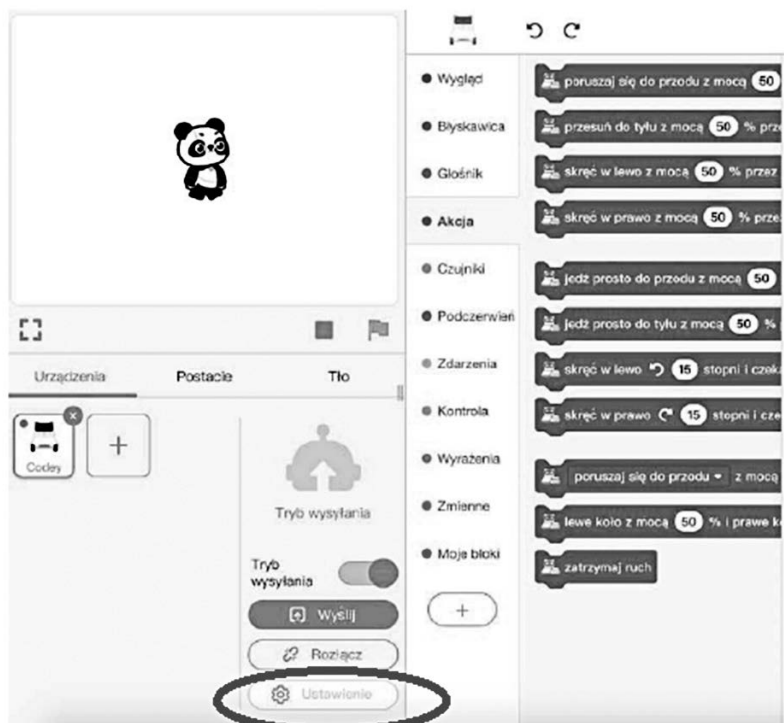 Wygląd
Błyskawica
Głośnik
Akcja
Czujniki
Podczerwień
Zdarzenia
Kontrola
Wyrażenia
Zmienne
Moje bloki
+
poruszaj się do przodu z mocą 50
przesuń do tyłu z mocą 50 % prze
skręć w lewo z mocą 50 % przez
skręć w prawo z mocą 50 % prze
jedź prosto do przodu z mocą 50
jedź prosto do tyłu z mocą 50 %
skręć w lewo 15 stopni i czeka
skręć w prawo 15 stopni i cze
poruszaj się do przodu z mocą
lewe koło z mocą 50 % i prawe k
zatrzymaj ruch
Urządzenia Postacie Tło
Codey
+
Tryb wysyłania
Tryb
wysyłania
Wyślij
Rozłącz
Ustawienie